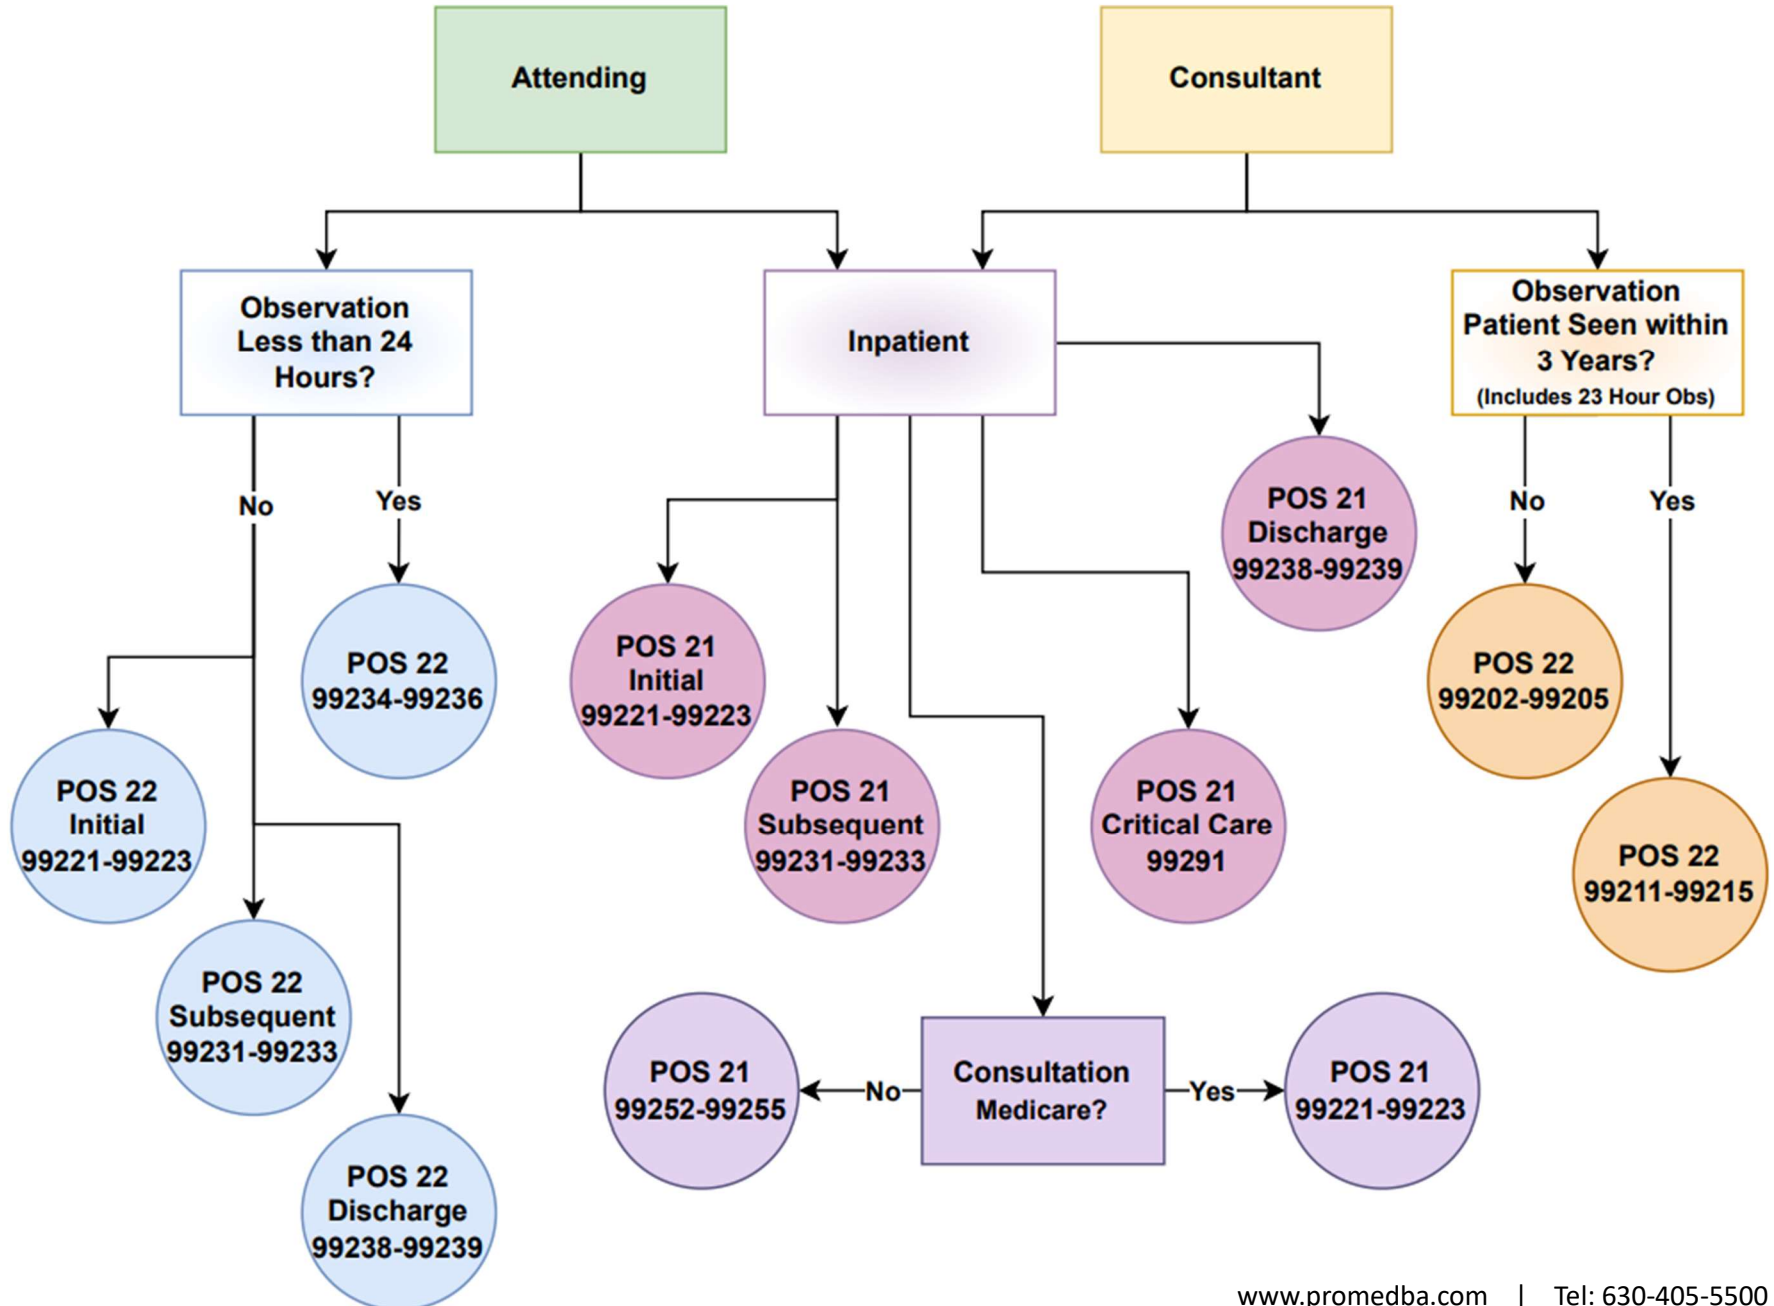 Attending
Consultant
Observation
Less than 24
Hours?
Inpatient
Observation
Patient Seen within
3 Years?
(Includes 23 Hour Obs)
No
Yes
No
Yes
POS 21
Discharge
99238-99239
POS 22
99234-99236
POS 21
Initial
99221-99223
POS 22
99202-99205
POS 22
Initial
99221-99223
POS 21
Subsequent
99231-99233
POS 21
Critical Care
99291
POS 22
99211-99215
POS 22
Subsequent
99231-99233
POS 21
99252-99255
No
Consultation
Medicare?
Yes
POS 21
99221-99223
POS 22
Discharge
99238-99239
www.promedba.com | Tel: 630-405-5500